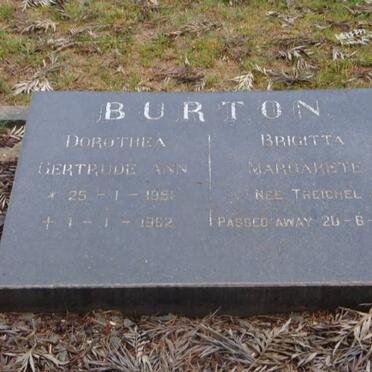 BURTON
DOROTHEA
GERTRUDE ANN
* 25-1-1951
+ 1-1-1952
BRIGITTA
MARGARETE
NEE TREICHEL
PASSED AWAY 20-6-